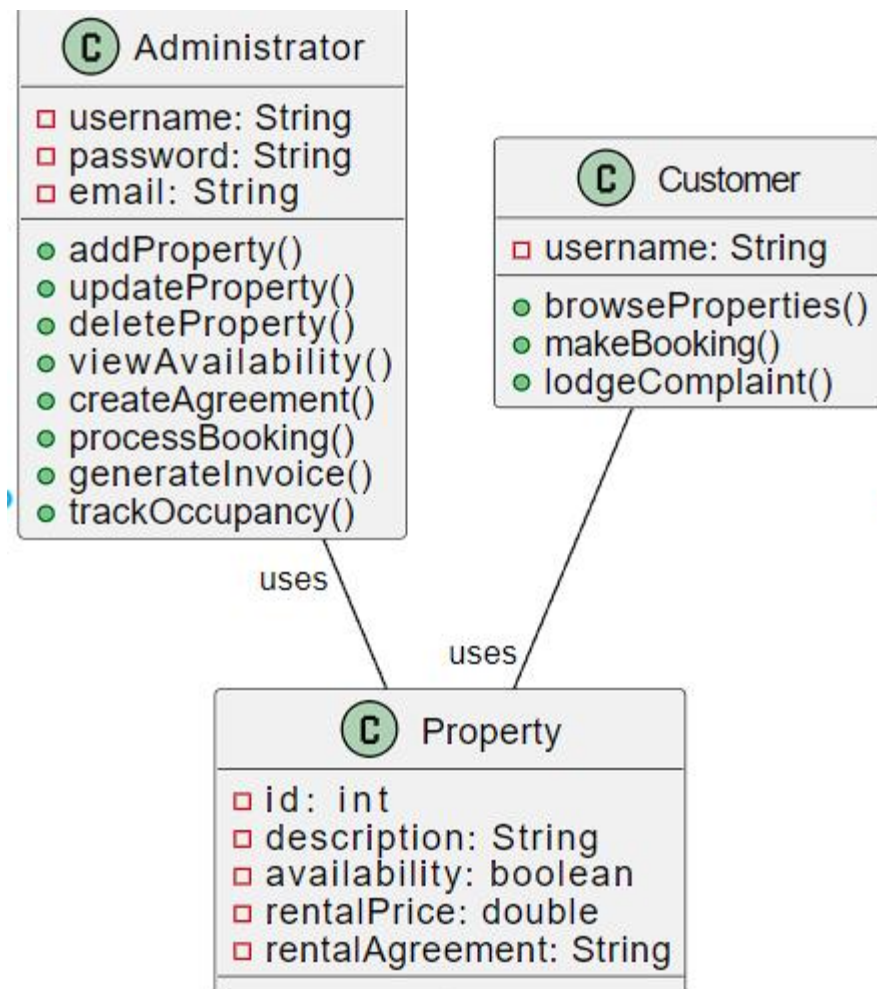 C Administrator
username: String
password: String
email: String
addProperty()
updateProperty()
deleteProperty()
viewAvailability()
createAgreement()
processBooking()
generateInvoice()
trackOccupancy()
C Customer
username: String
browseProperties()
makeBooking()
lodgeComplaint()
uses
uses
C Property
id: int
description: String
availability: boolean
rentalPrice: double
rentalAgreement: String